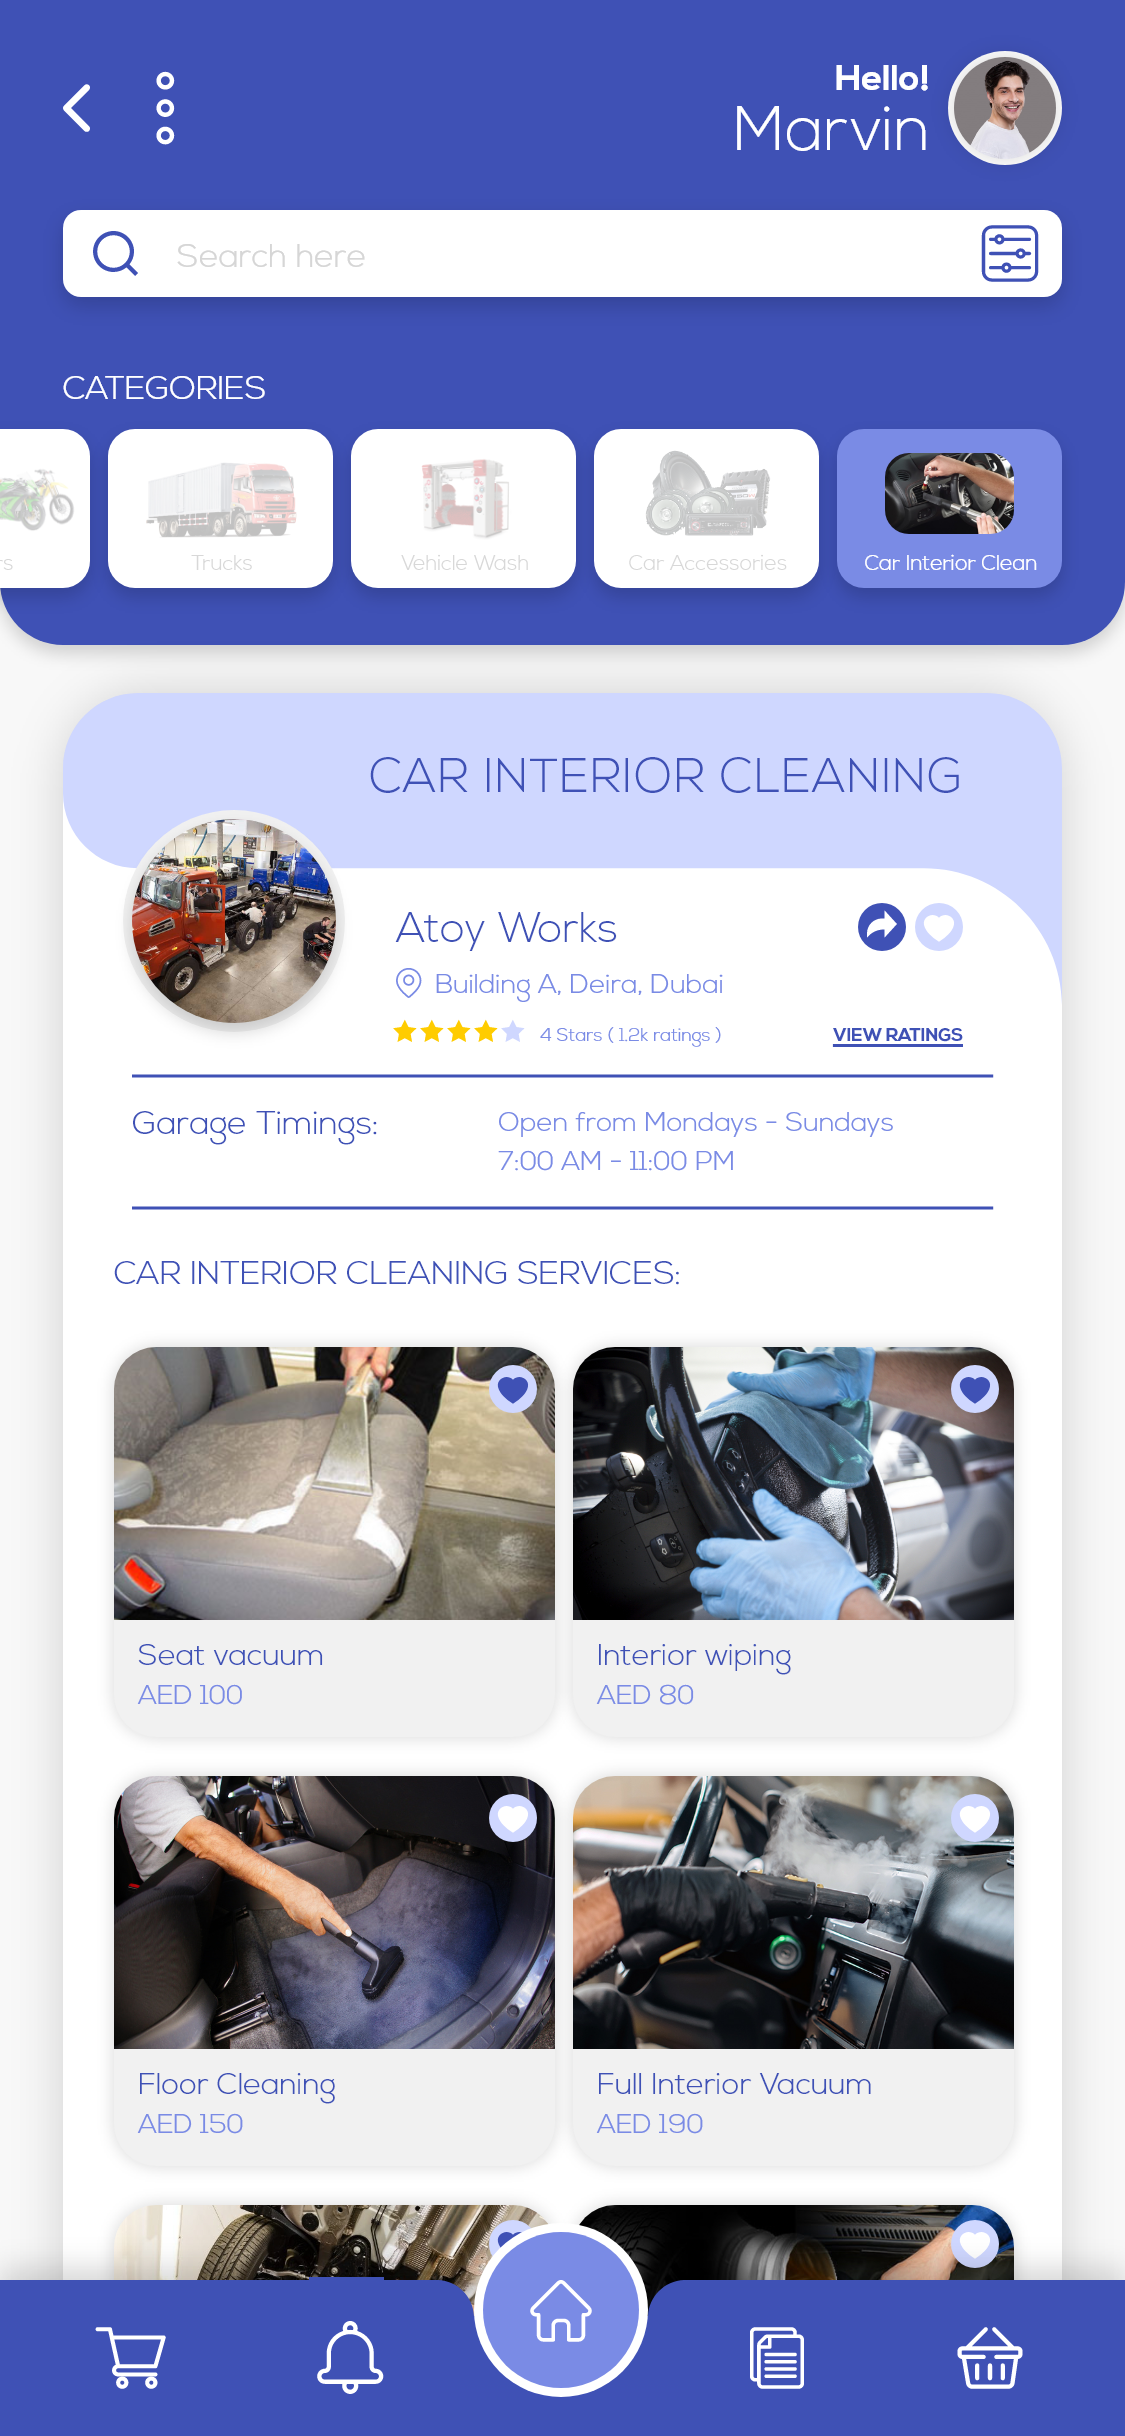 Hello!
Marvin
Search here
CATEGORIES
rs
Trucks
Vehicle Wash
Car Accessories
Car Interior Clean
CAR INTERIOR CLEANING
Atoy Works
Building A, Deira, Dubai
4 Stars ( 1.2k ratings )
VIEW RATINGS
Garage Timings:
Open from Mondays - Sundays
7:00 AM - 11:00 PM
CAR INTERIOR CLEANING SERVICES:
Seat vacuum
AED 100
Interior wiping
AED 80
Floor Cleaning
AED 150
Full Interior Vacuum
AED 190